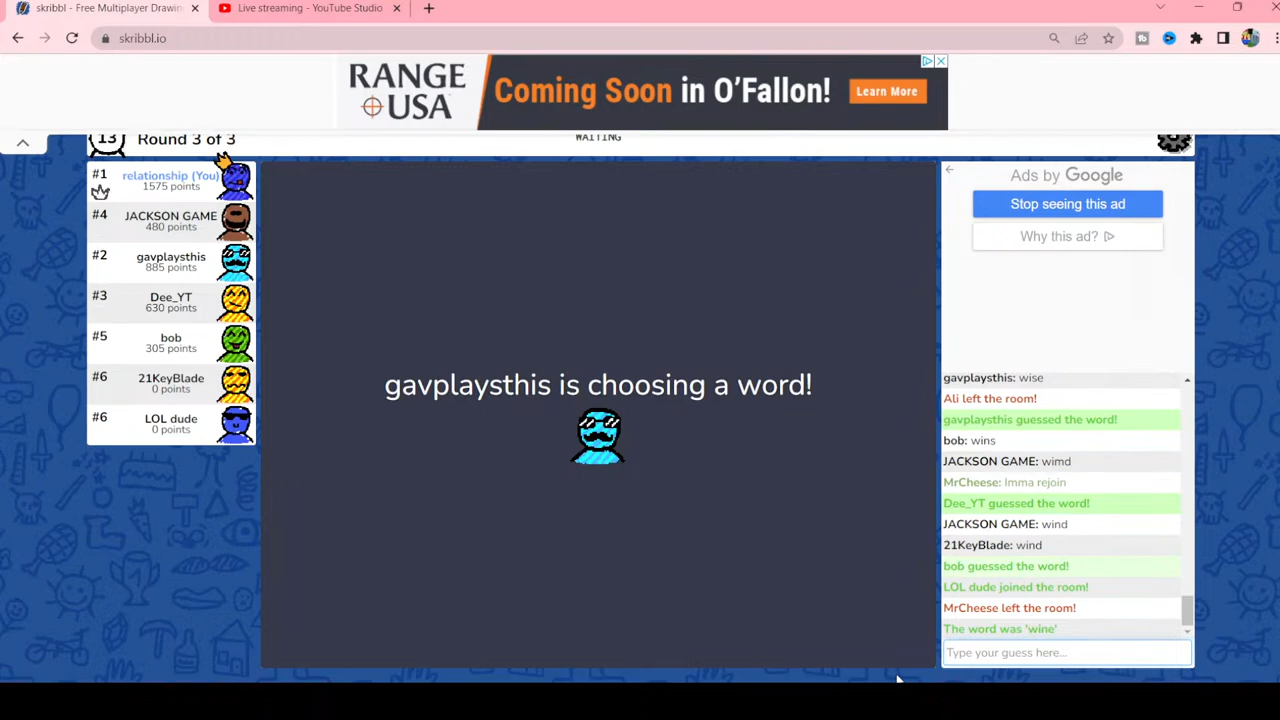 skribbl - Free Multiplayer Drawin
Live streaming - YouTube Studio
skribbl.io
RANGE USA
Coming Soon in O'Fallon!
Learn More
13
Round 3 of 3
WAITING
#1
relationship (You)
1575 points
#4
JACKSON GAME
480 points
#2
gavplaysthis
885 points
#3
Dee_YT
630 points
#5
bob
305 points
#6
21KeyBlade
0 points
#6
LOL dude
0 points
gavplaysthis is choosing a word!
Ads by Google
Stop seeing this ad
Why this ad?
gavplaysthis: wise
Ali left the room!
gavplaysthis guessed the word!
bob: wins
JACKSON GAME: wimd
MrCheese: Imma rejoin
Dee_YT guessed the word!
JACKSON GAME: wind
21KeyBlade: wind
bob guessed the word!
LOL dude joined the room!
MrCheese left the room!
The word was 'wine'
Type your guess here...